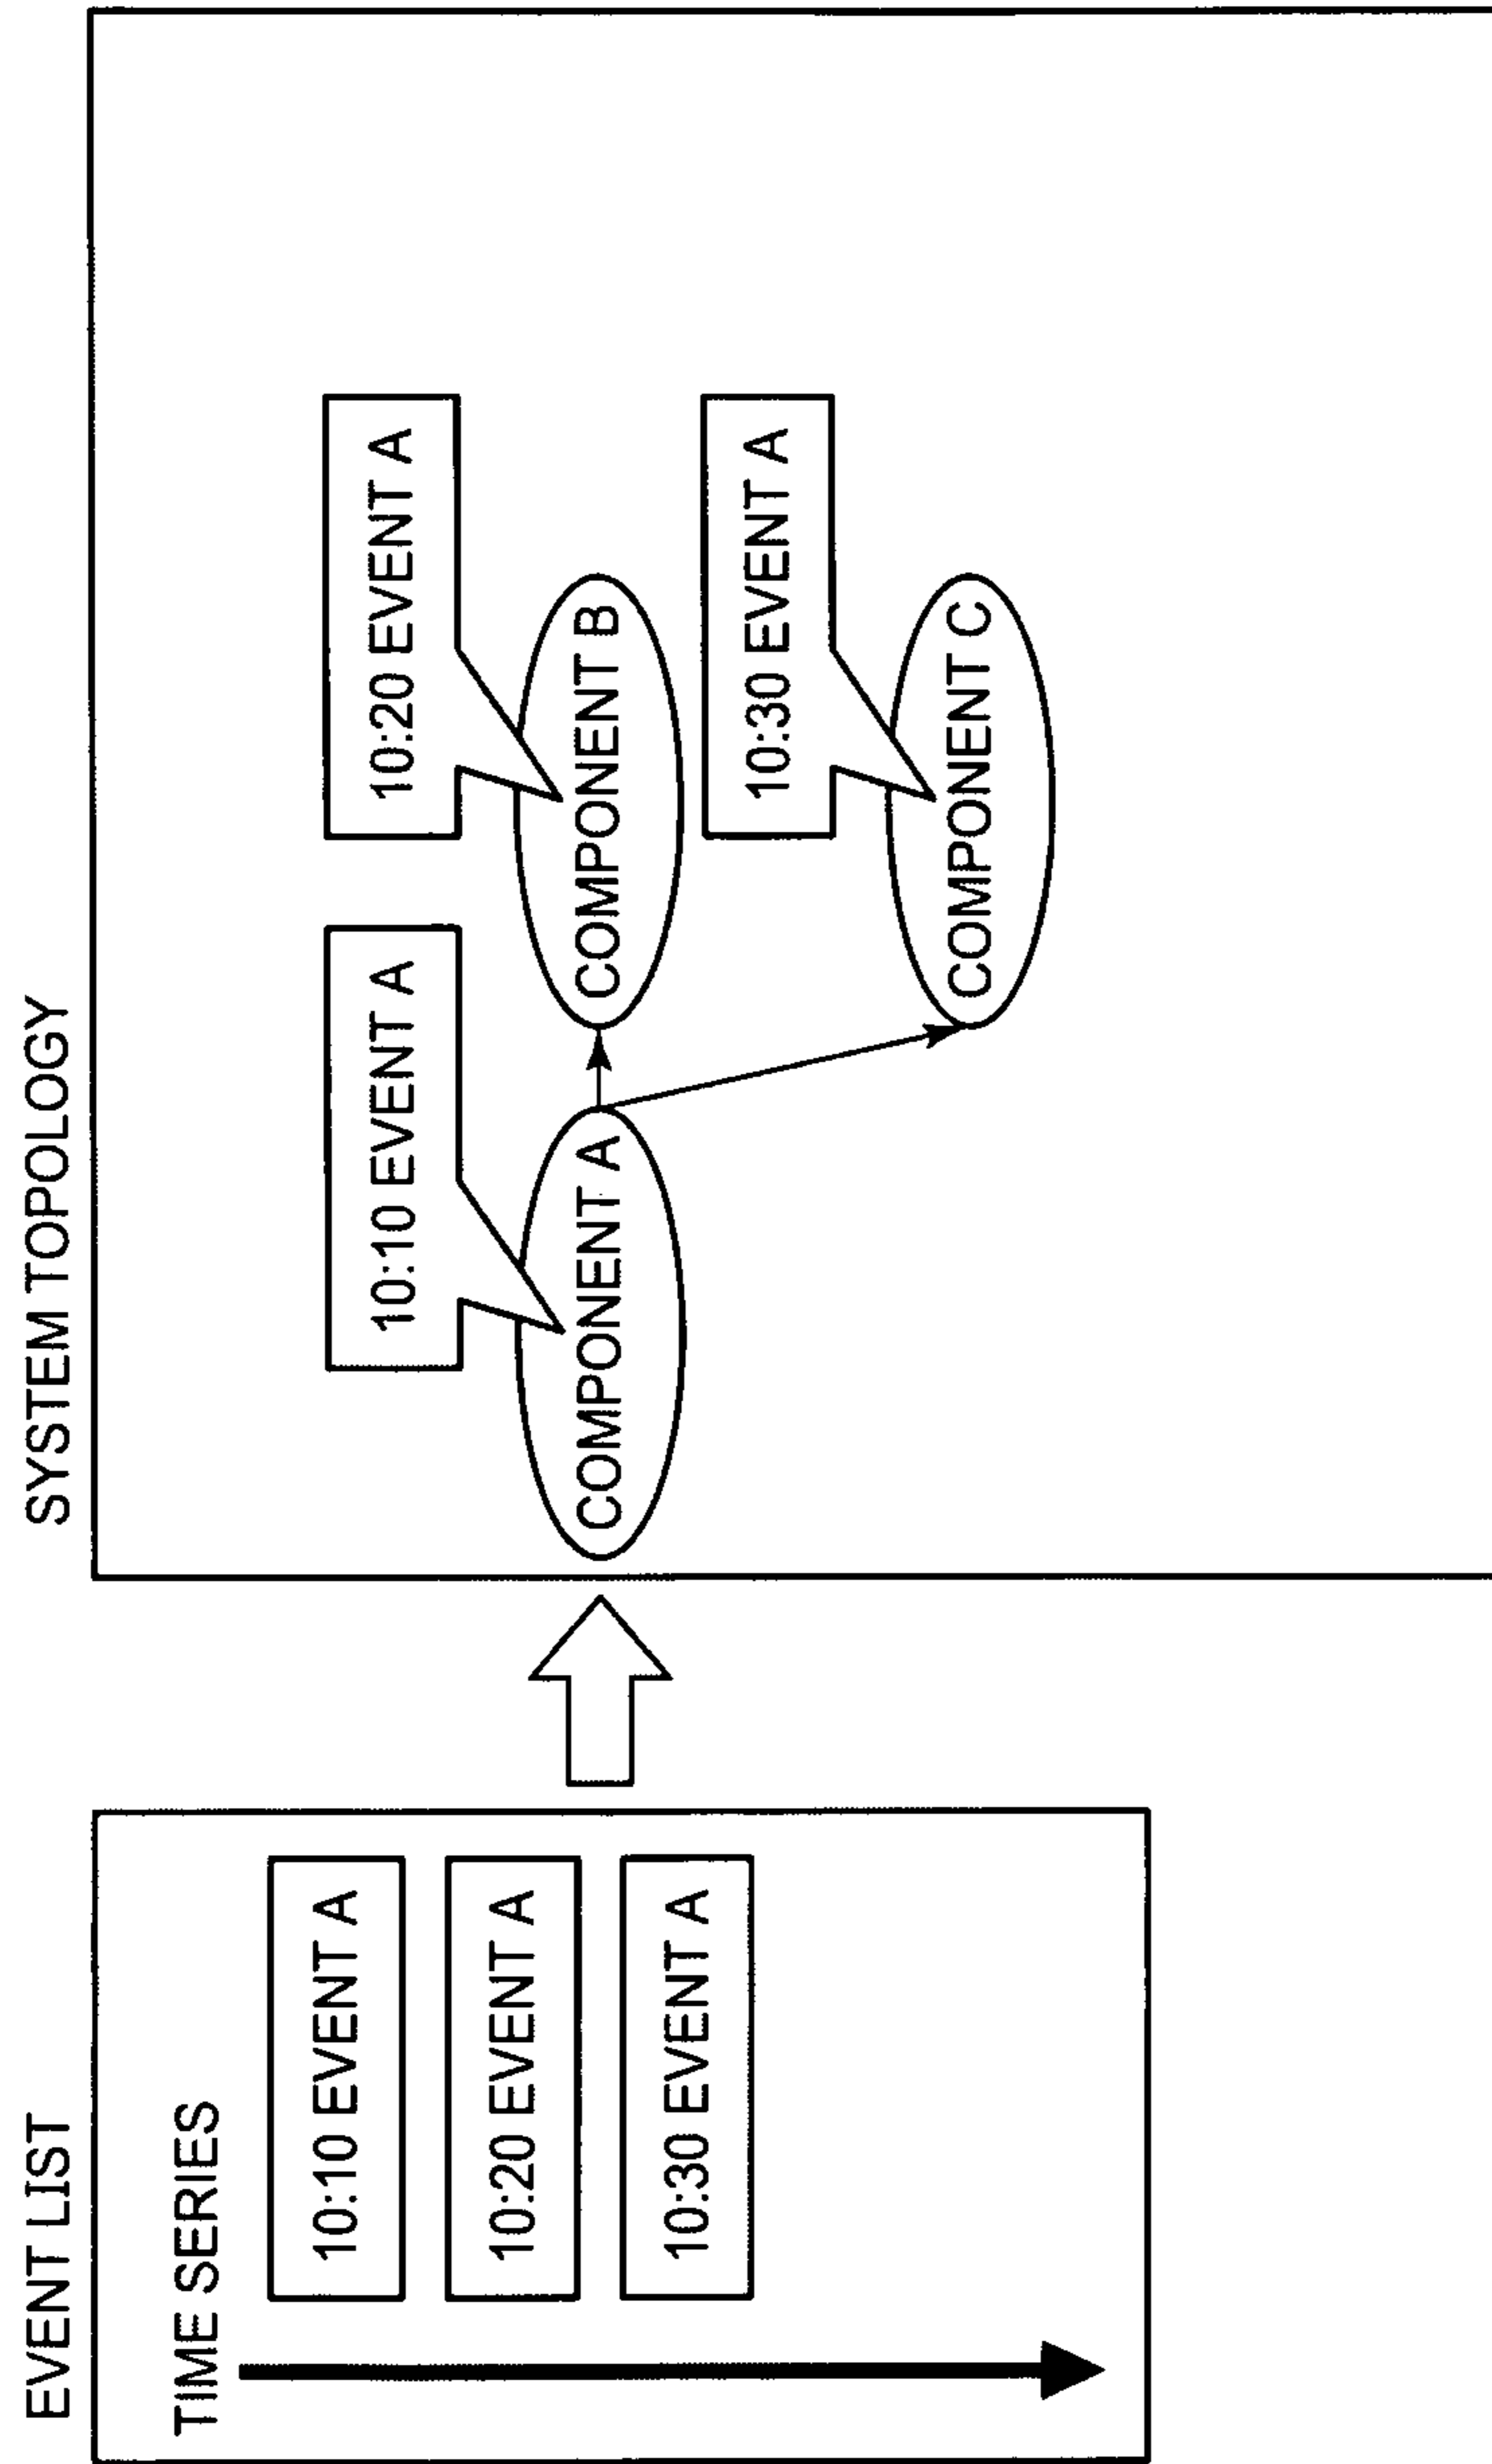 EVENT LIST
TIME SERIES
10:10 EVENT A
10:20 EVENT A
10:30 EVENT A
SYSTEM TOPOLOGY
10:10 EVENT A
10:20 EVENT A
COMPONENT A
COMPONENT B
10:30 EVENT A
COMPONENT C